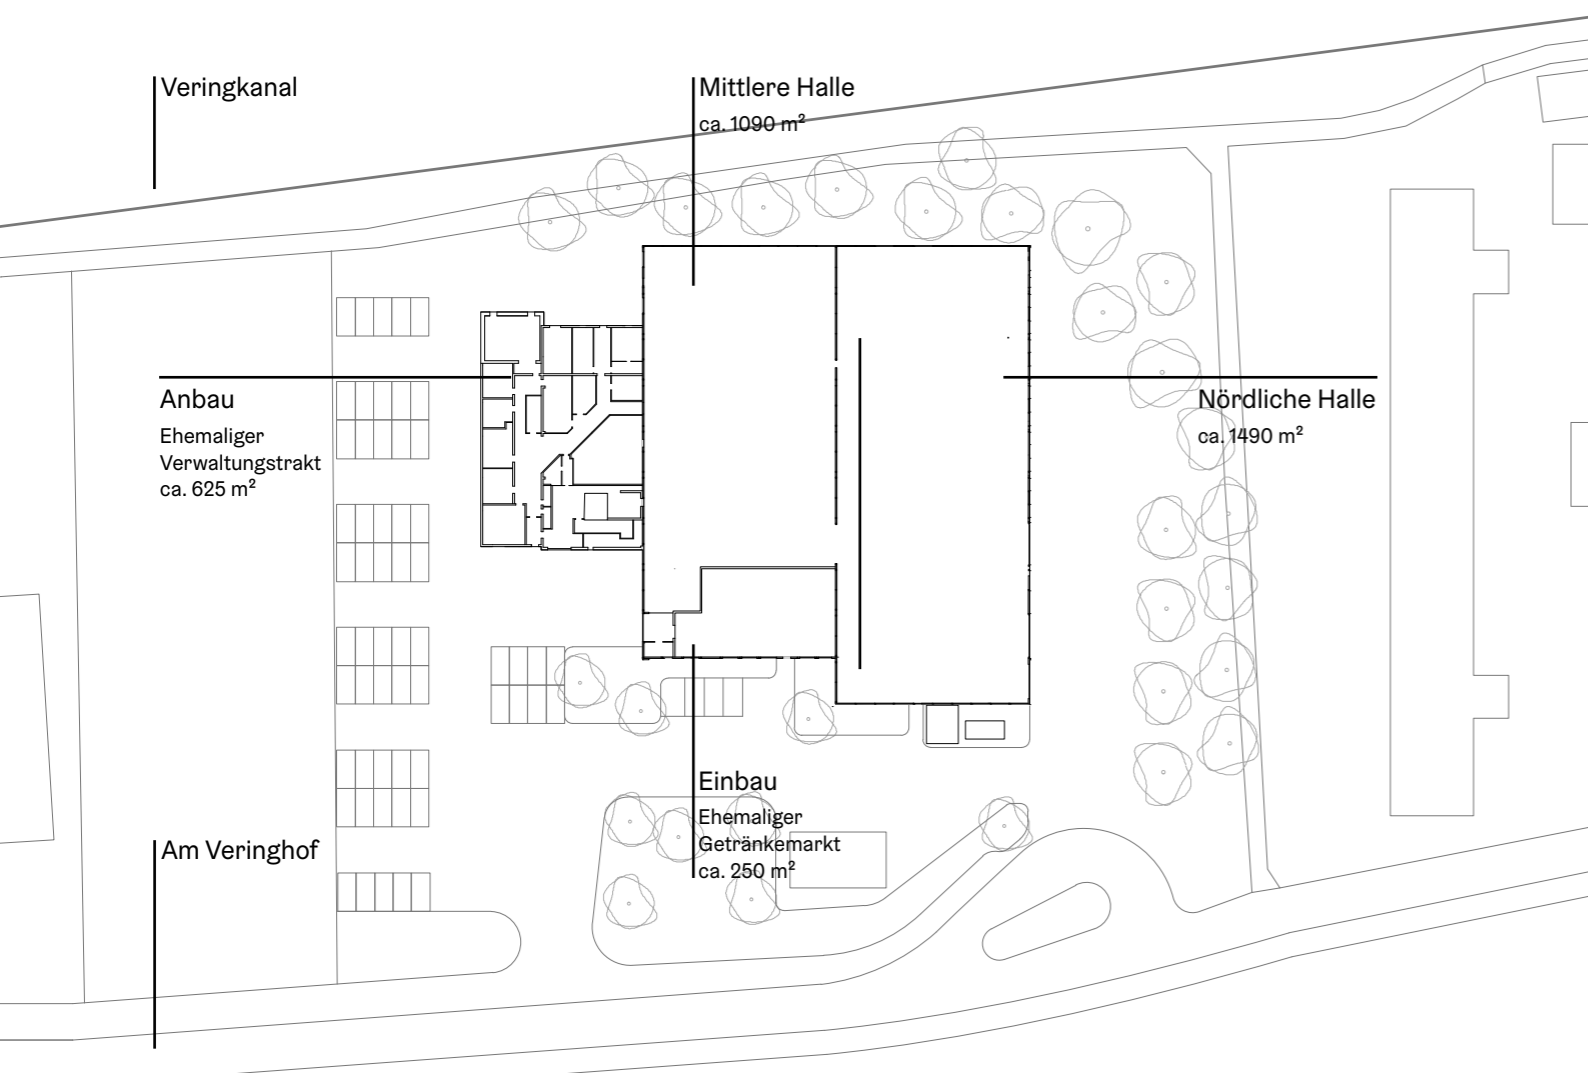 Veringkanal
Mittlere Halle
ca. 1090 m²
Anbau
Ehemaliger
Verwaltungstrakt
ca. 625 m²
Nördliche Halle
ca. 1490 m²
Einbau
Ehemaliger
Getränkemarkt
ca. 250 m²
Am Veringhof